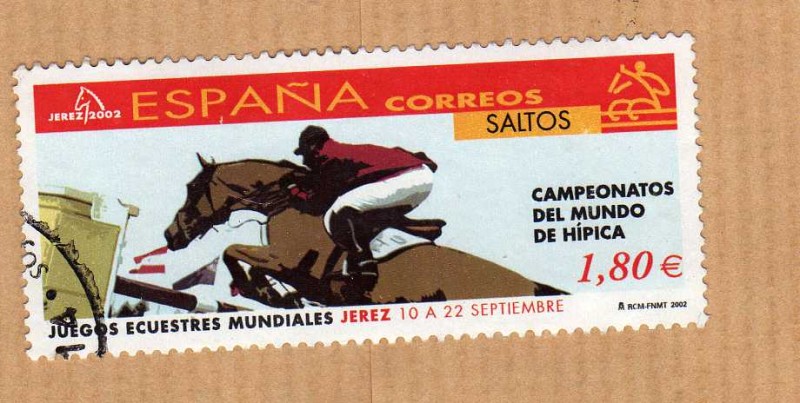 JEREZ 2002
ESPAÑA CORREOS
SALTOS
CAMPEONATOS
DEL MUNDO
DE HÍPICA
1,80 €
JUEGOS ECUESTRES MUNDIALES JEREZ 10 A 22 SEPTIEMBRE
RCM-FNMT 2002